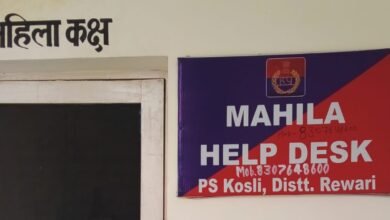 महिला कक्ष
MAHILA
HELP DESK
Mob.8307648600
PS Kosli, Distt. Rewari